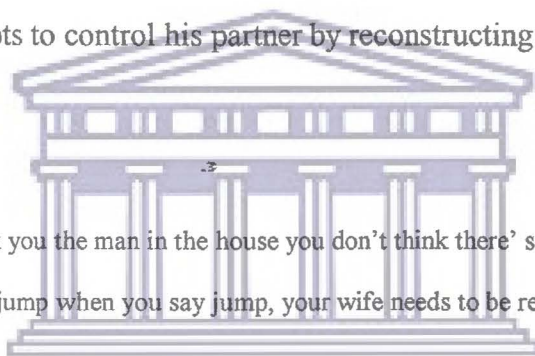 ots to control his partner by reconstructing
you the man in the house you don't think there' s
jump when you say jump, your wife needs to be re